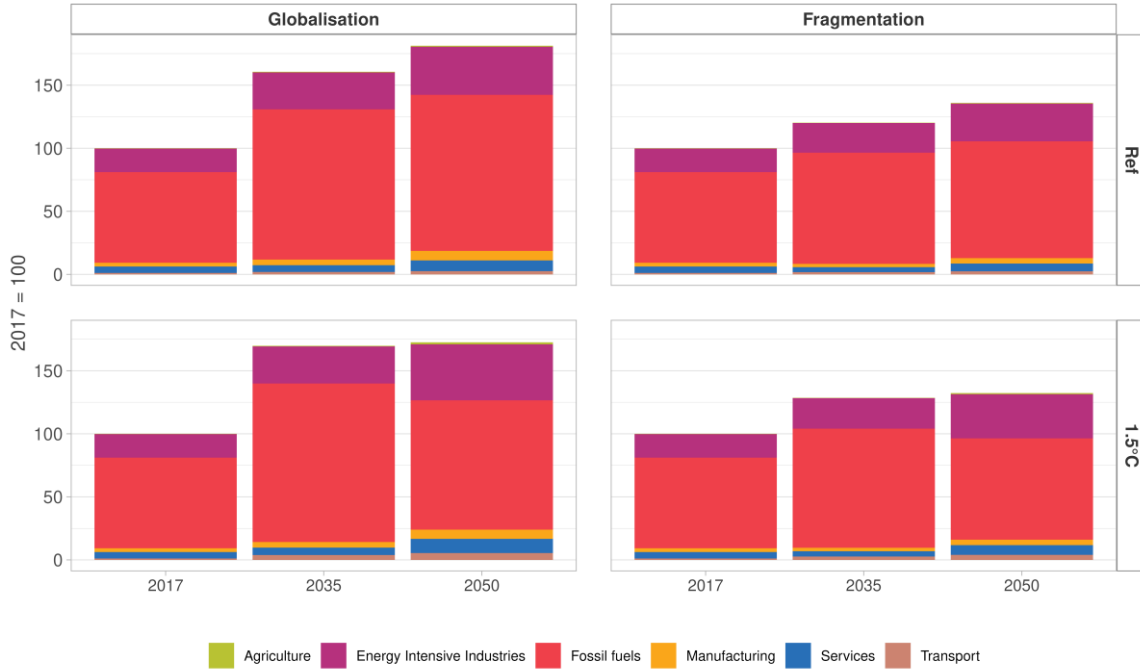 Globalisation
Fragmentation
150
100
50
0
Ref
2017 = 100
150
100
50
0
1.5°C
2017
2035
2050
2017
2035
2050
Agriculture
Energy Intensive Industries
Fossil fuels
Manufacturing
Services
Transport